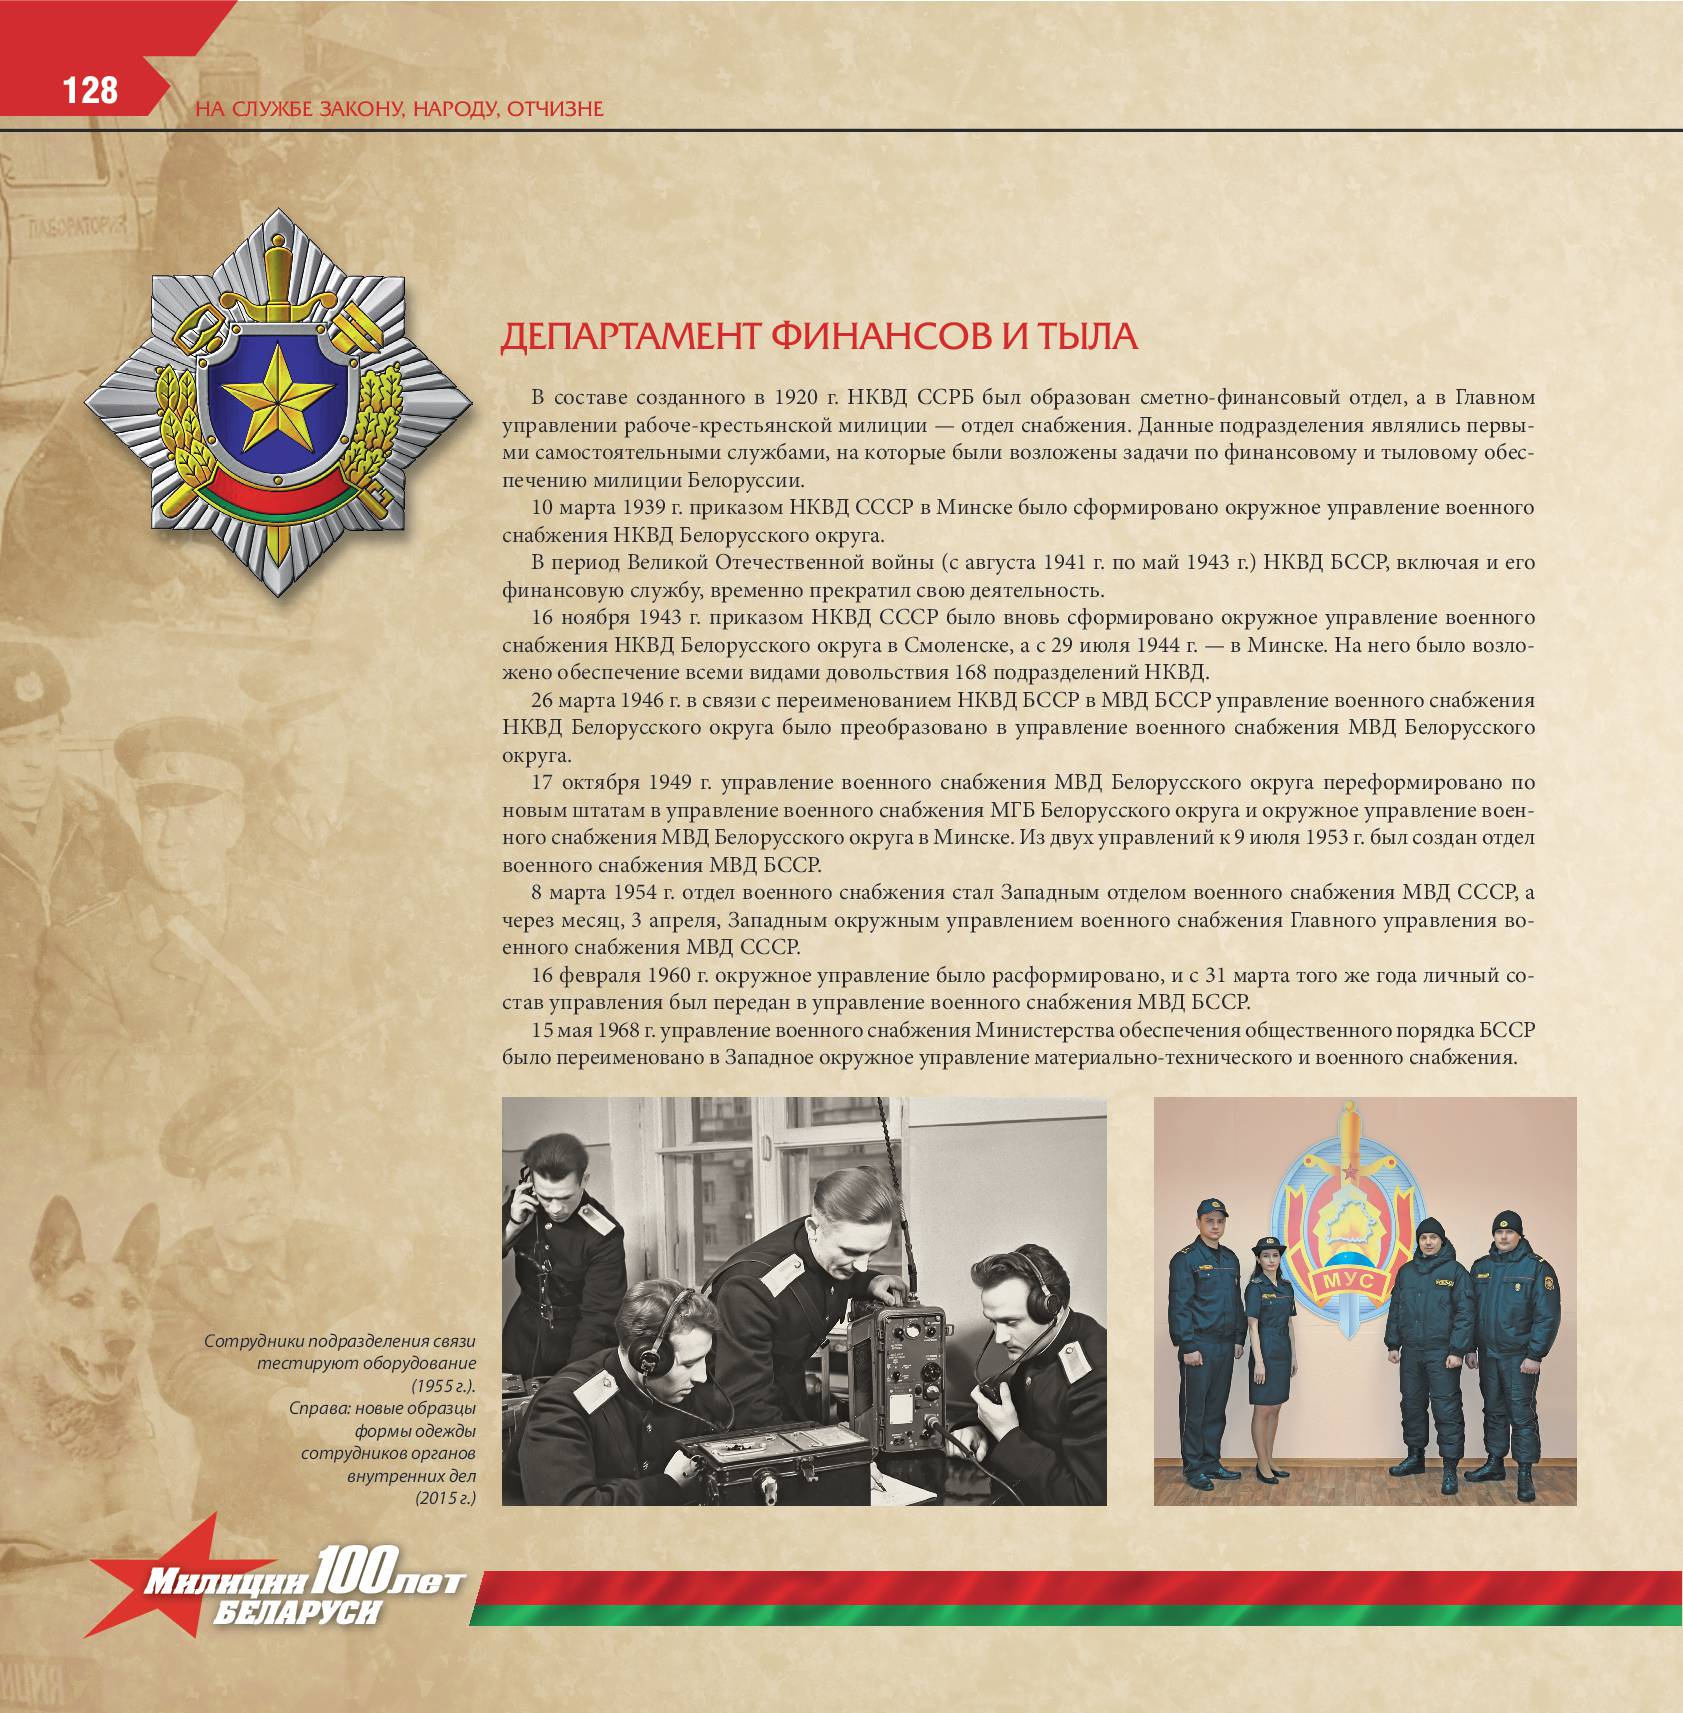 128
НА СЛУЖБЕ ЗАКОНУ, НАРОДУ, ОТЧИЗНЕ
ЛАБОРАТОРИЯ
ДЕПАРТАМЕНТ ФИНАНСОВ И ТЫЛА
В составе созданного в 1920 г. НКВД ССРБ был образован сметно-финансовый отдел, а в Главном
управлении рабоче-крестьянской милиции — отдел снабжения. Данные подразделения являлись первы-
ми самостоятельными службами, на которые были возложены задачи по финансовому и тыловому обес-
печению милиции Белоруссии.
10 марта 1939 г. приказом НКВД СССР в Минске было сформировано окружное управление военного
снабжения НКВД Белорусского округа.
В период Великой Отечественной войны (с августа 1941 г. по май 1943 г.) НКВД БССР, включая и его
финансовую службу, временно прекратил свою деятельность.
16 ноября 1943 г. приказом НКВД СССР было вновь сформировано окружное управление военного
снабжения НКВД Белорусского округа в Смоленске, а с 29 июля 1944 г. — в Минске. На него было возло-
жено обеспечение всеми видами довольствия 168 подразделений НКВД.
26 марта 1946 г. в связи с переименованием НКВД БССР в МВД БССР управление военного снабжения
НКВД Белорусского округа было преобразовано в управление военного снабжения МВД Белорусского
округа.
17 октября 1949 г. управление военного снабжения МВД Белорусского округа переформировано по
новым штатам в управление военного снабжения МГБ Белорусского округа и окружное управление воен-
ного снабжения МВД Белорусского округа в Минске. Из двух управлений к 9 июля 1953 г. был создан отдел
военного снабжения МВД БССР.
8 марта 1954 г. отдел военного снабжения стал Западным отделом военного снабжения МВД СССР, а
через месяц, 3 апреля, Западным окружным управлением военного снабжения Главного управления во-
енного снабжения МВД СССР.
16 февраля 1960 г. окружное управление было расформировано, и с 31 марта того же года личный со-
став управления был передан в управление военного снабжения МВД БССР.
15 мая 1968 г. управление военного снабжения Министерства обеспечения общественного порядка БССР
было переименовано в Западное окружное управление материально-технического и военного снабжения.
МУС
Сотрудники подразделения связи
тестируют оборудование
(1955 г.).
Справа: новые образцы
формы одежды
сотрудников органов
внутренних дел
(2015 г.)
Милиции 100 лет
БЕЛАРУСИ